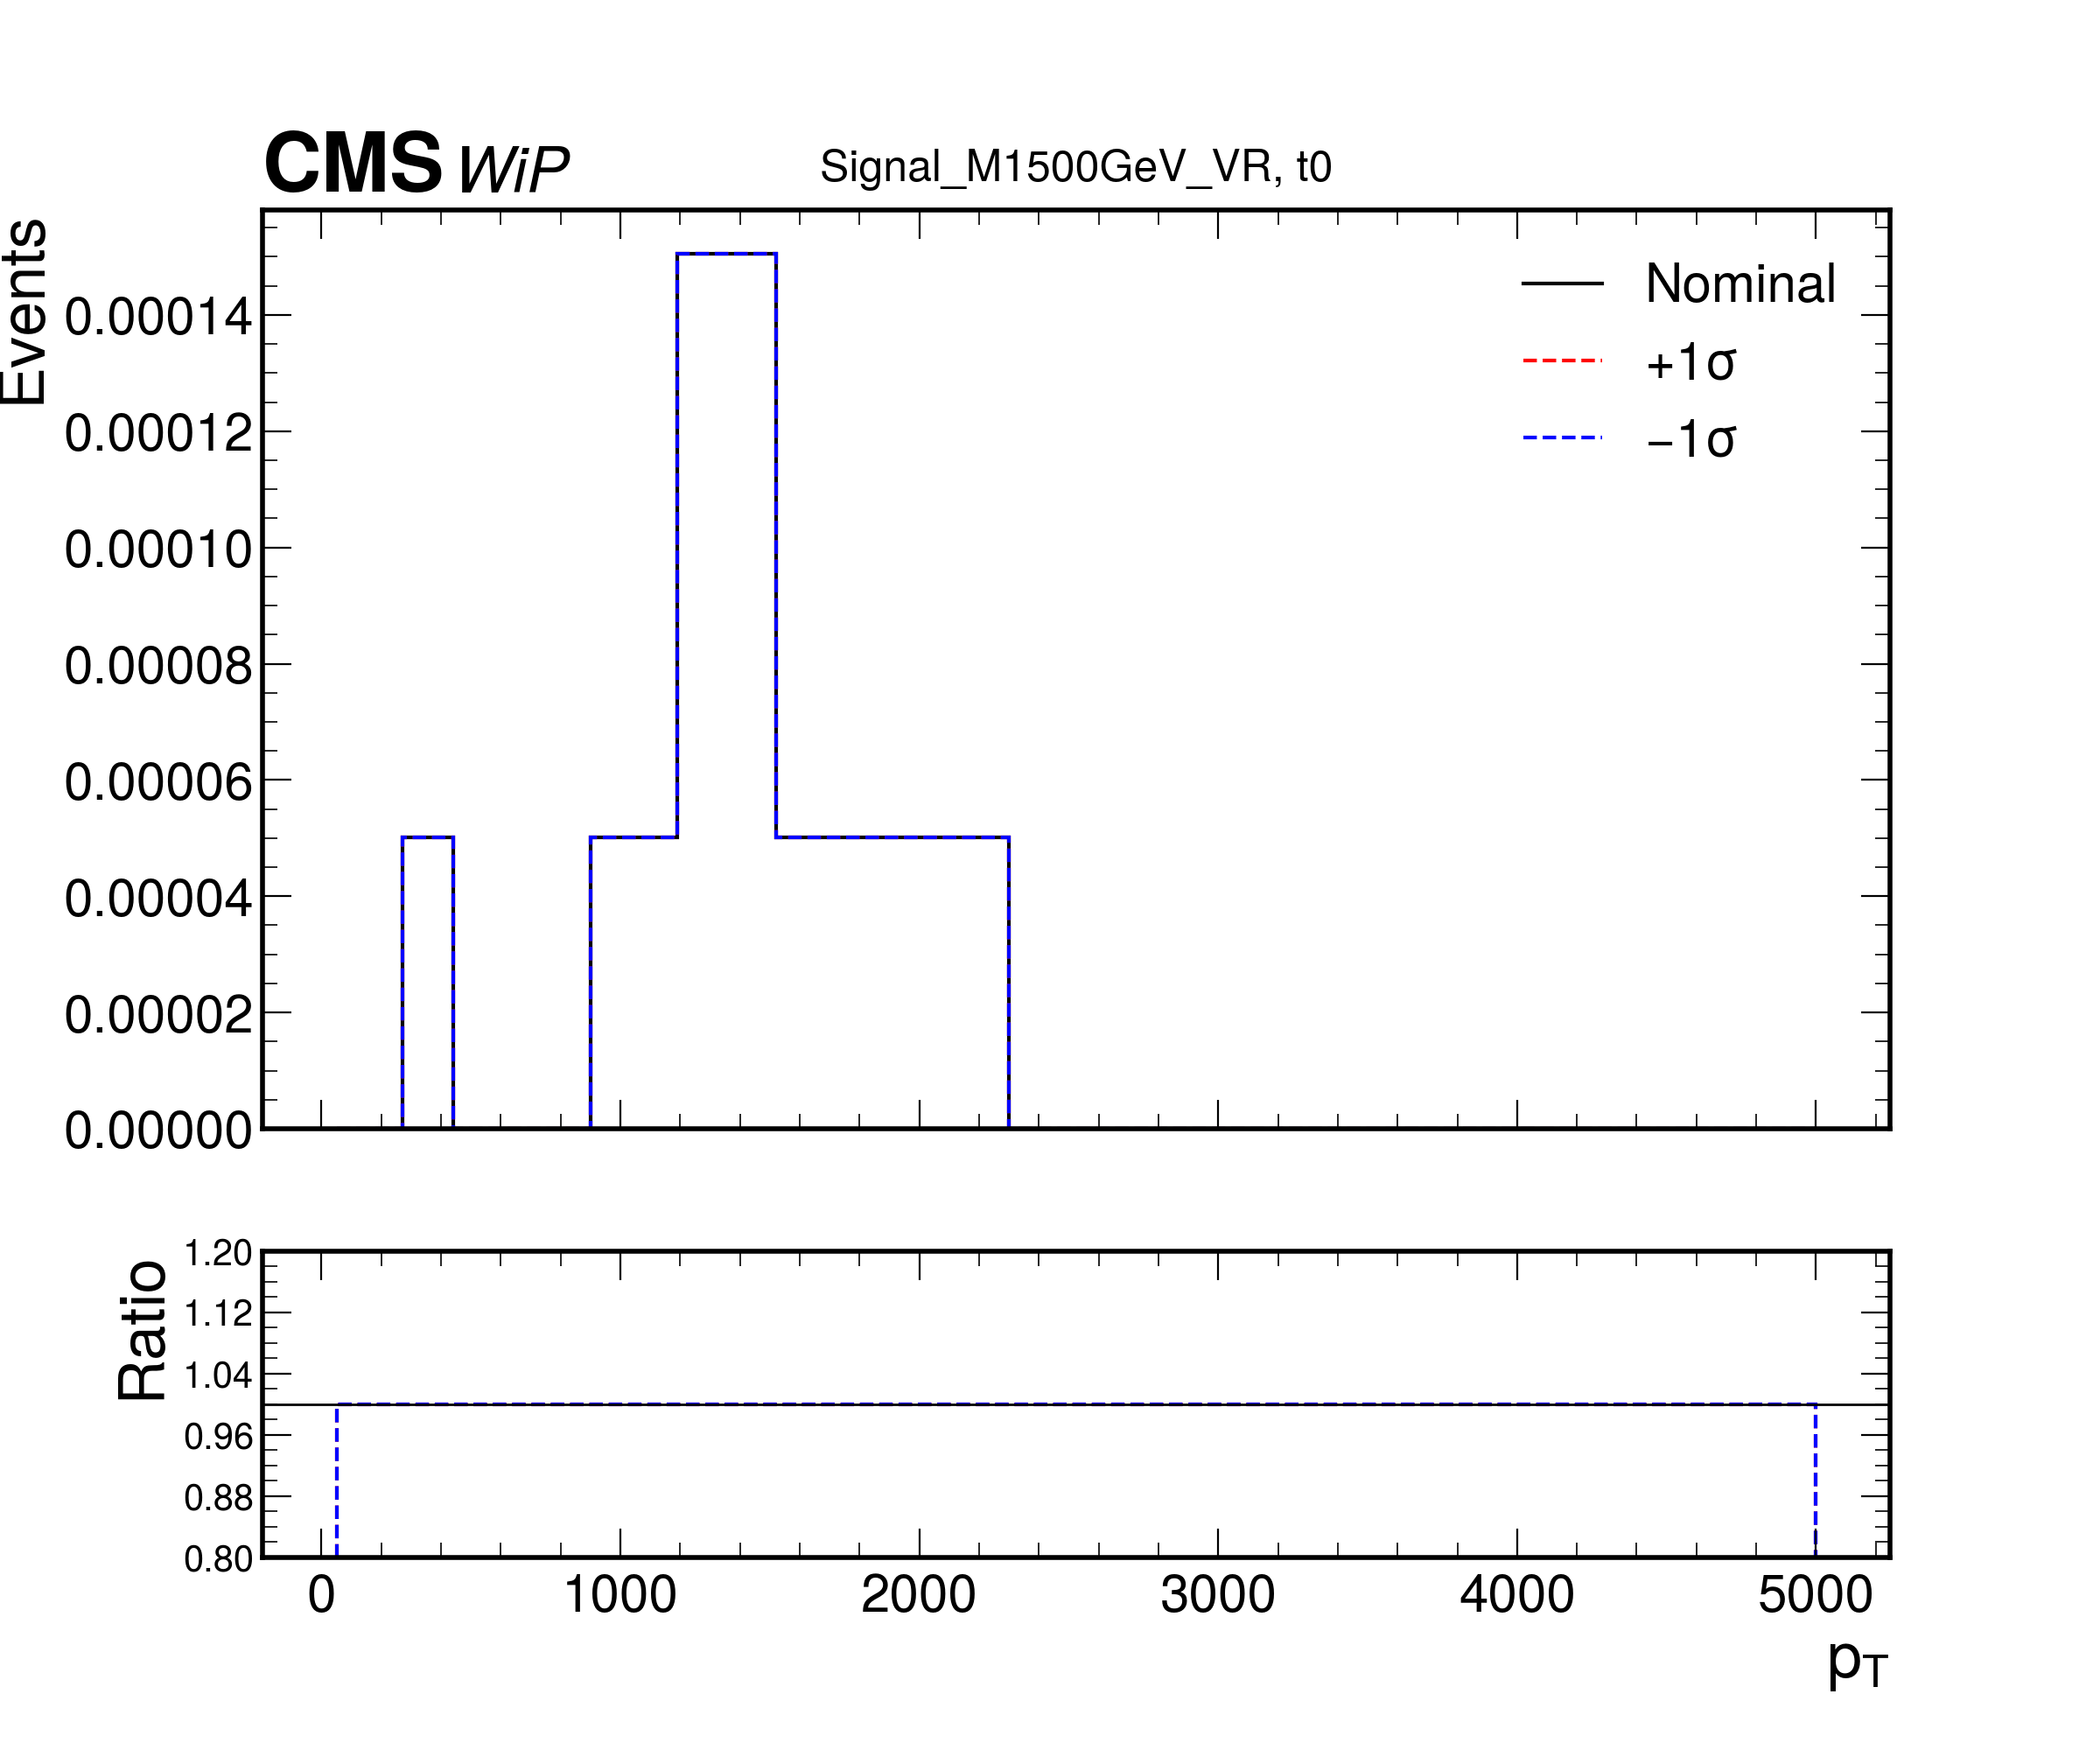 CMS WiP
Signal_M1500GeV_VR, t0
Events
0.00014
0.00012
0.00010
0.00008
0.00006
0.00004
0.00002
0.00000
Nominal
+1σ
−1σ
Ratio
1.20
1.12
1.04
0.96
0.88
0.80
0 1000 2000 3000 4000 5000
pT